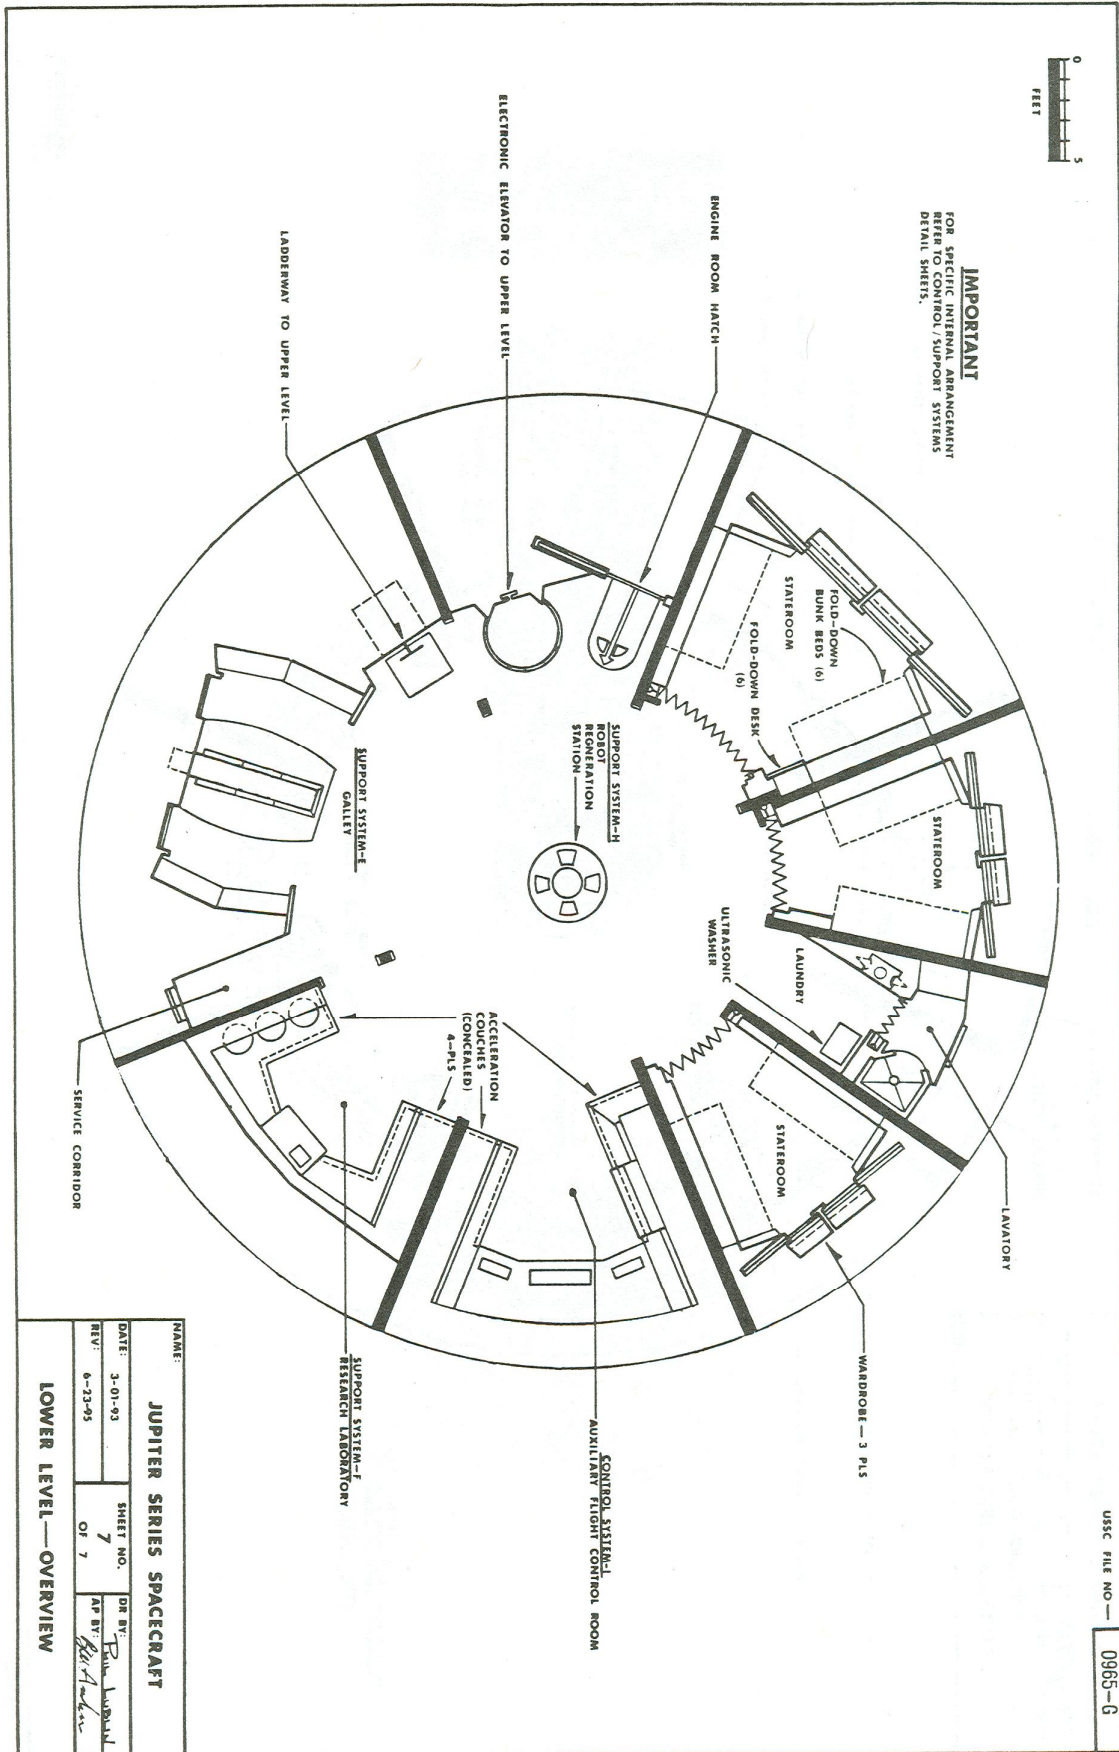 0
5
FEET
IMPORTANT
FOR SPECIFIC INTERNAL ARRANGEMENT
REFER TO CONTROL/SUPPORT SYSTEMS
DETAIL SHEETS.
USSC FILE NO—
0965—G
ENGINE ROOM HATCH
ELECTRONIC ELEVATOR TO UPPER LEVEL
LADDERWAY TO UPPER LEVEL
STATEROOM
FOLD-DOWN
BUNK BEDS (6)
FOLD-DOWN DESK
(6)
STATEROOM
SUPPORT SYSTEM-H
ROBOT
REGNERATION
STATION
SUPPORT SYSTEM-E
GALLEY
ULTRASONIC
WASHER
LAUNDRY
LAVATORY
STATEROOM
WARDROBE — 3 PLS
ACCELERATION
COUCHES
(CONCEALED)
4-PLS
SERVICE CORRIDOR
CONTROL SYSTEM-L
AUXILIARY FLIGHT CONTROL ROOM
SUPPORT SYSTEM-F
RESEARCH LABORATORY
NAME:
JUPITER SERIES SPACECRAFT
DATE: 3-01-93
REV: 6-23-95
SHEET NO.
7
OF 7
DR BY:
AP BY:
LOWER LEVEL—OVERVIEW